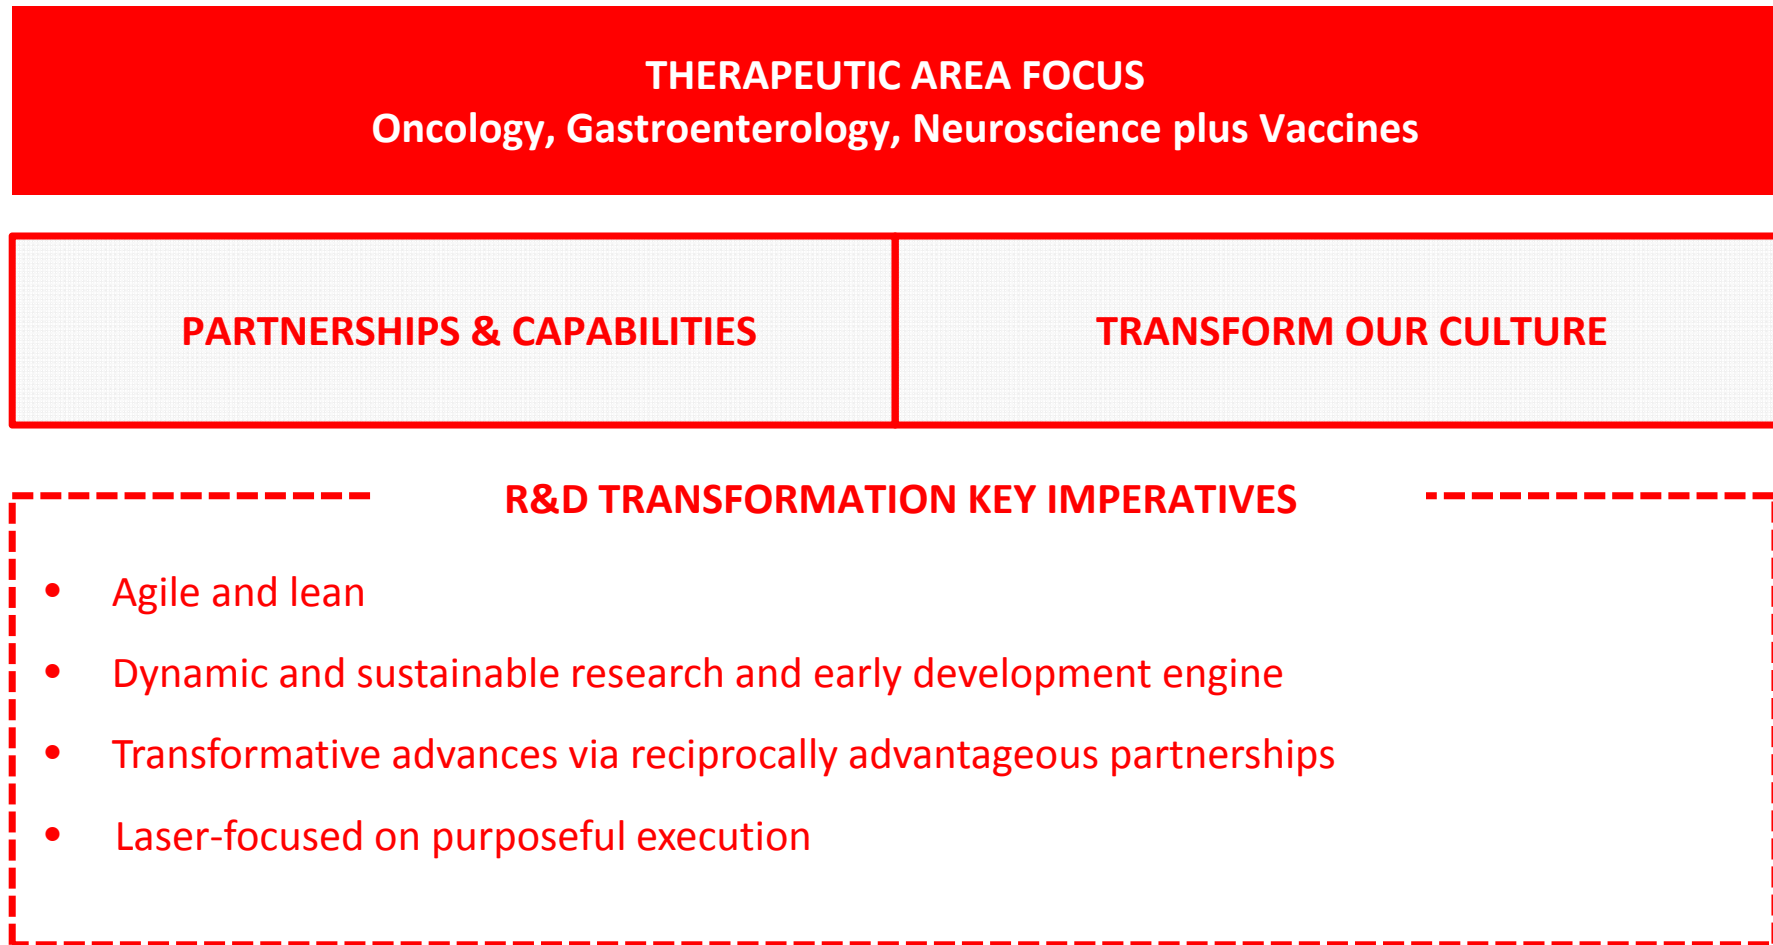 THERAPEUTIC AREA FOCUS
Oncology, Gastroenterology, Neuroscience plus Vaccines
PARTNERSHIPS & CAPABILITIES
TRANSFORM OUR CULTURE
R&D TRANSFORMATION KEY IMPERATIVES
• Agile and lean
• Dynamic and sustainable research and early development engine
• Transformative advances via reciprocally advantageous partnerships
• Laser-focused on purposeful execution